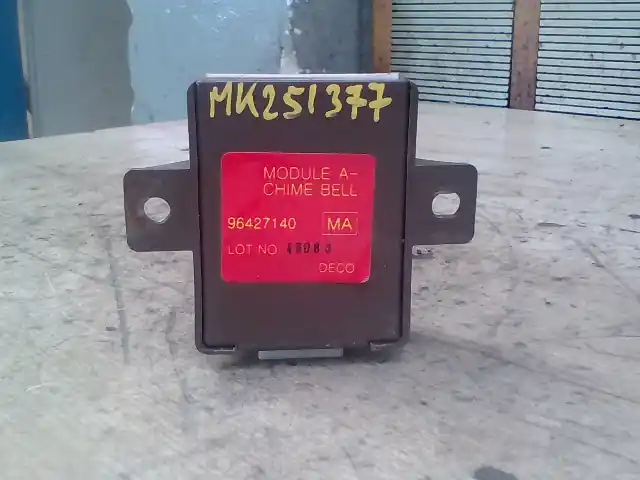 MK251377
MODULE A-
CHIME BELL
96427140 MA
LOT NO
DECO